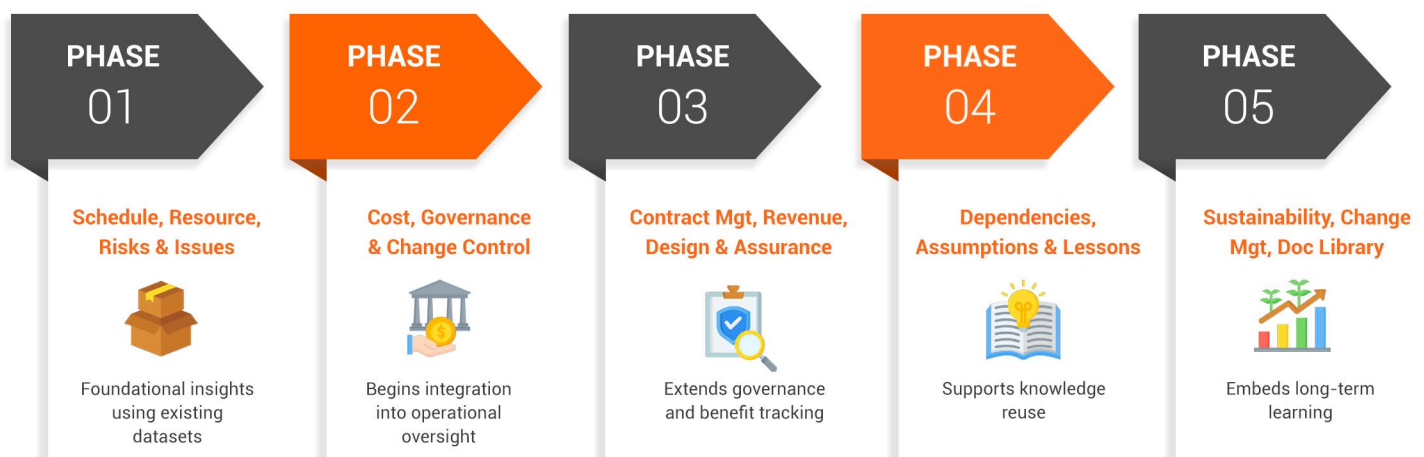 PHASE
01
Schedule, Resource,
Risks & Issues
Foundational insights
using existing
datasets
PHASE
02
Cost, Governance
& Change Control
$
Begins integration
into operational
oversight
PHASE
03
Contract Mgt, Revenue,
Design & Assurance
Extends governance
and benefit tracking
PHASE
04
Dependencies,
Assumptions & Lessons
Supports knowledge
reuse
PHASE
05
Sustainability, Change
Mgt, Doc Library
Embeds long-term
learning